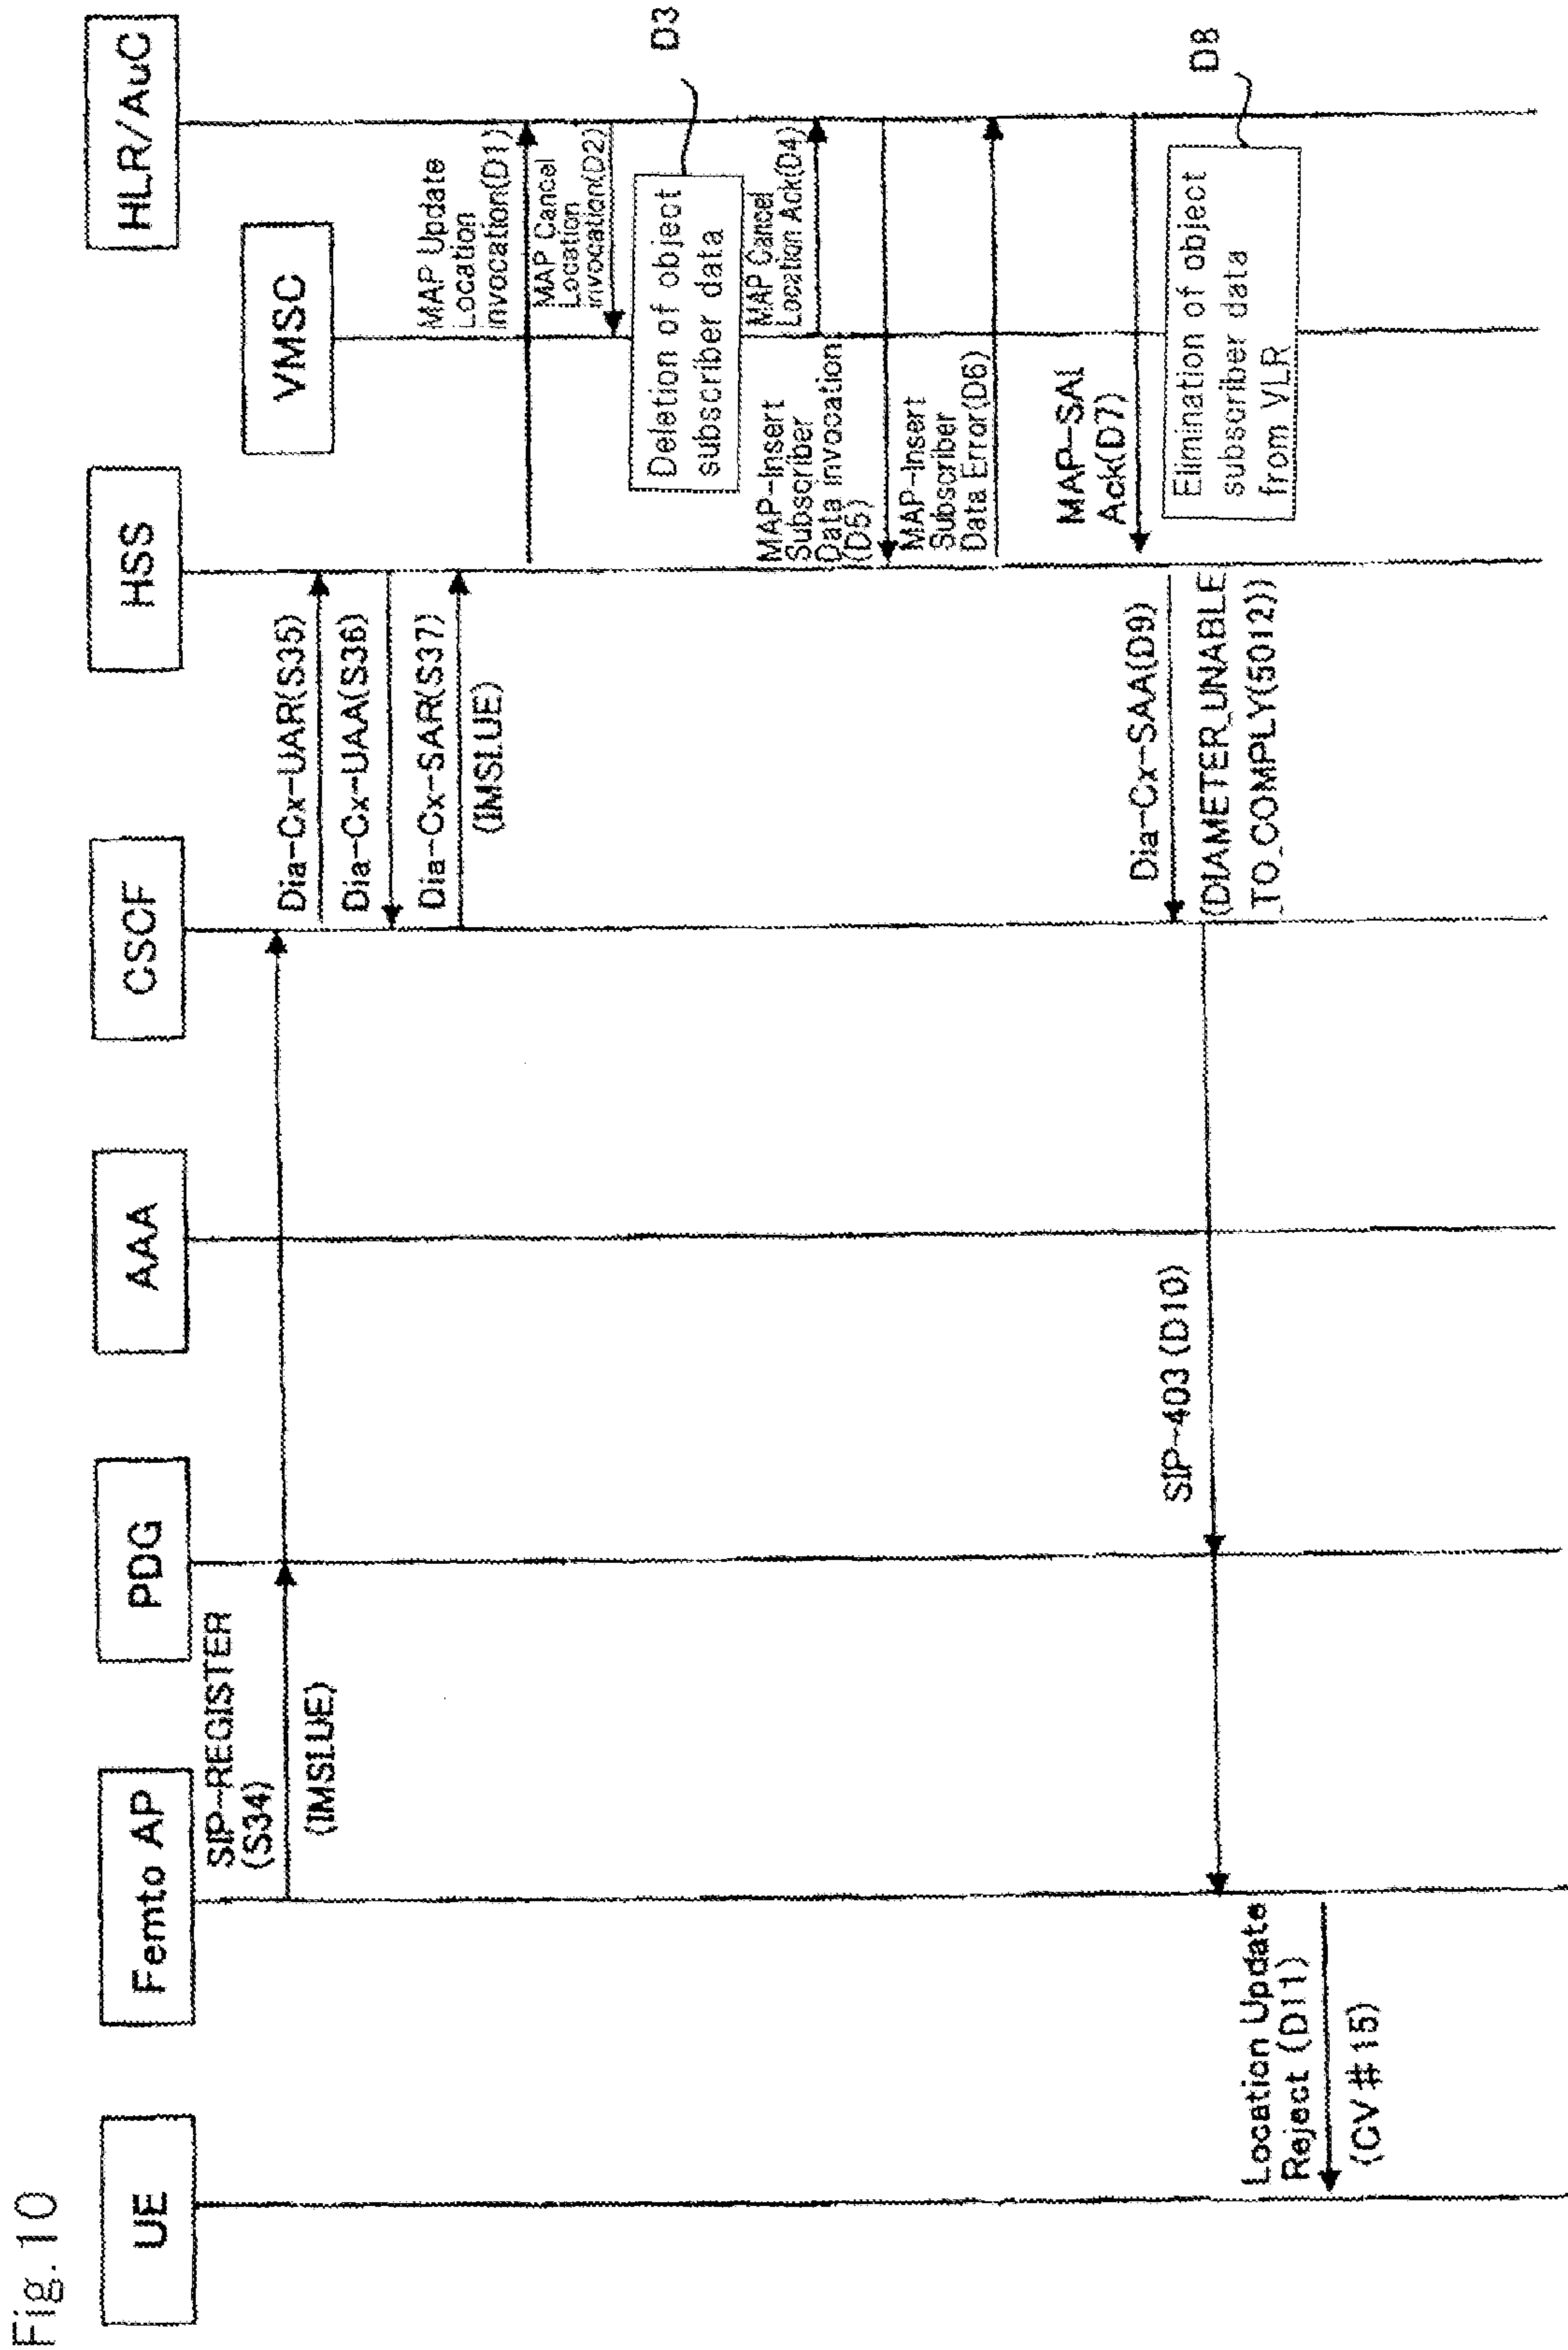 Fig.10
UE
Femto AP
PDG
AAA
CSCF
HSS
VMSC
HLR/AuC
SIP-REGISTER
(S34)
(IMSI_UE)
Dia-Cx-UAR(S35)
Dia-Cx-UAA(S36)
Dia-Cx-SAR(S37)
(IMSI_UE)
MAP Update
Location
invocation(D1)
MAP Cancel
Location
invocation(D2)
Deletion of object
subscriber data
D3
MAP Cancel
Location Ack(D4)
MAP-Insert
Subscriber
Data invocation
(D5)
MAP-Insert
Subscriber
Data Error(D6)
MAP-SAI
Ack(D7)
Elimination of object
subscriber data
from VLR
D8
Dia-Cx-SAA(D9)
(DIAMETER_UNABLE
_TO_COMPLY(5012))
SIP-403 (D10)
Location Update
Reject (D11)
(CV#15)